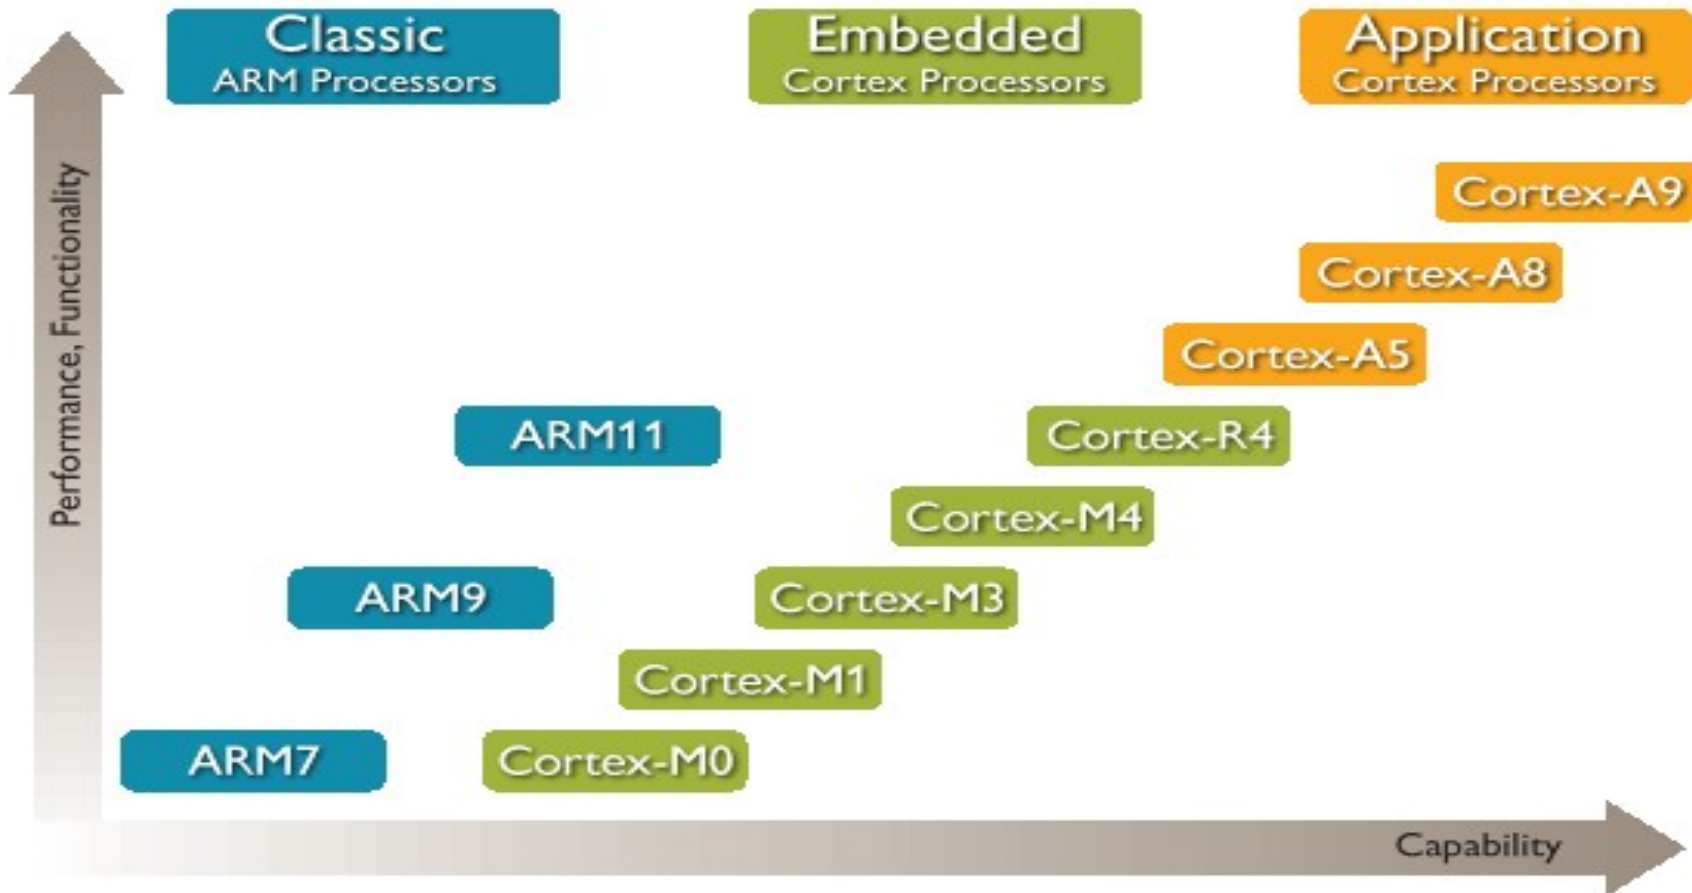 Classic
ARM Processors
Embedded
Cortex Processors
Application
Cortex Processors
Performance, Functionality
Cortex-A9
Cortex-A8
Cortex-A5
ARM11
Cortex-R4
Cortex-M4
ARM9
Cortex-M3
Cortex-M1
ARM7
Cortex-M0
Capability